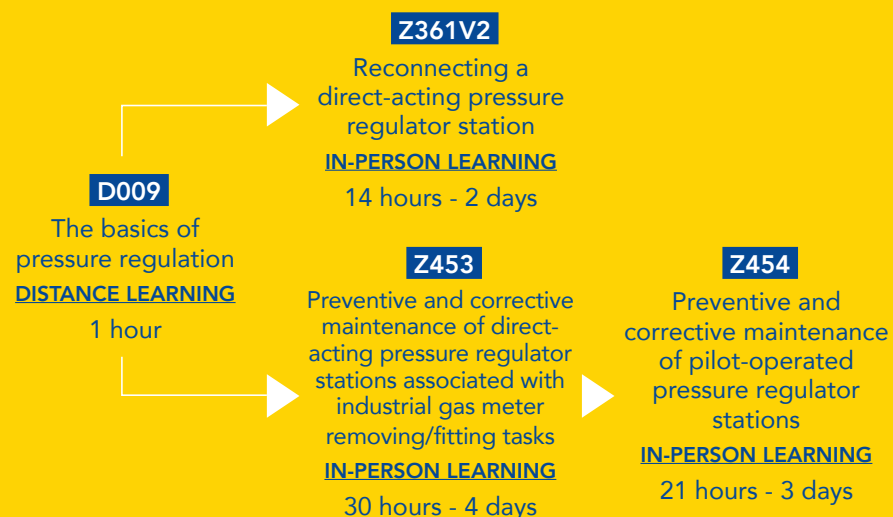 Z361V2
Reconnecting a
direct-acting pressure
regulator station
IN-PERSON LEARNING
14 hours - 2 days
D009
The basics of
pressure regulation
DISTANCE LEARNING
1 hour
Z453
Preventive and corrective
maintenance of direct-
acting pressure regulator
stations associated with
industrial gas meter
removing/fitting tasks
IN-PERSON LEARNING
30 hours - 4 days
Z454
Preventive and
corrective maintenance
of pilot-operated
pressure regulator
stations
IN-PERSON LEARNING
21 hours - 3 days